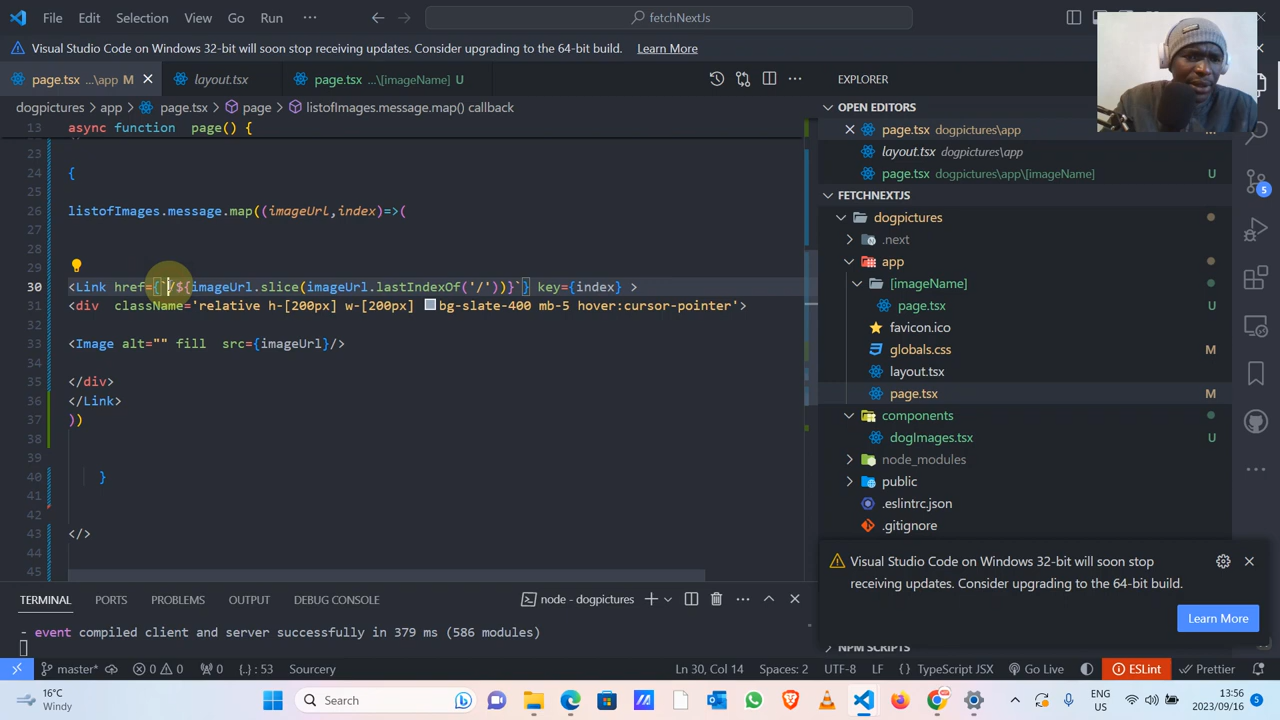 File Edit Selection View Go Run ··· fetchNextJs
Visual Studio Code on Windows 32-bit will soon stop receiving updates. Consider upgrading to the 64-bit build. Learn More
page.tsx ...\app M layout.tsx page.tsx ...\[imageName] U
dogpictures > app > page.tsx > page > listofImages.message.map() callback
13 async function page() {
23
24 {
25
26 listofImages.message.map((imageUrl,index)=>(
27
28
29
30 <Link href={`/${imageUrl.slice(imageUrl.lastIndexOf('/'))}`} key={index} >
31 <div className='relative h-[200px] w-[200px] bg-slate-400 mb-5 hover:cursor-pointer'>
32
33 <Image alt="" fill src={imageUrl}/>
34
35 </div>
36 </Link>
37 ))
38
39
40 }
41
42
43 </>
44
45
EXPLORER
OPEN EDITORS
page.tsx dogpictures\app
layout.tsx dogpictures\app
page.tsx dogpictures\app\[imageName] U
FETCHNEXTJS
dogpictures
.next
app
[imageName]
page.tsx U
favicon.ico
globals.css M
layout.tsx
page.tsx M
components
dogImages.tsx U
node_modules
public
.eslintrc.json
.gitignore
5
Visual Studio Code on Windows 32-bit will soon stop
receiving updates. Consider upgrading to the 64-bit build.
Learn More
NPM SCRIPTS
TERMINAL PORTS PROBLEMS OUTPUT DEBUG CONSOLE node - dogpictures
- event compiled client and server successfully in 379 ms (586 modules)
master* 0 0 0 {..} : 53 Sourcery Ln 30, Col 14 Spaces: 2 UTF-8 LF {} TypeScript JSX Go Live ESLint Prettier
16°C
Windy
Search
ENG
US
13:56
2023/09/16